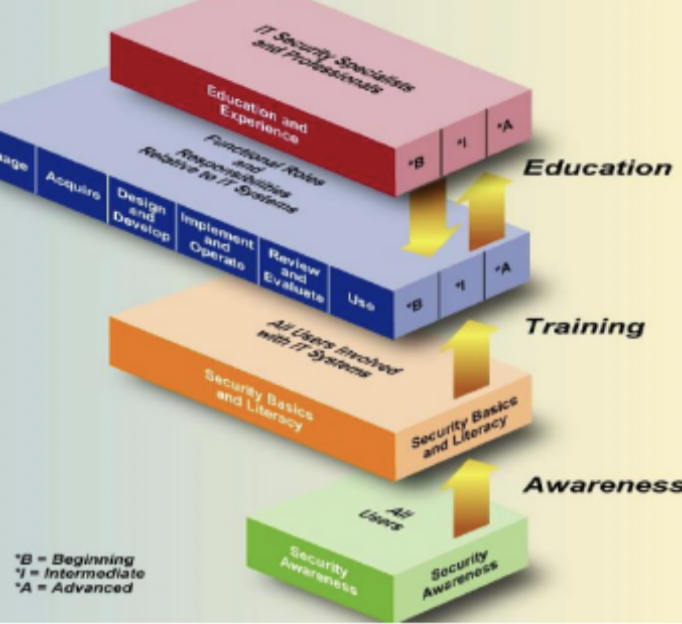 IT Security Specialists
and Professionals
Education and
Experience
*B
*I
*A
Education
Functional Roles
and
Responsibilities
Relative to IT Systems
Acquire
Design
and
Develop
Implement
and
Operate
Review
and
Evaluate
Use
*B
*I
*A
Training
All Users Involved
with IT Systems
Security Basics
and Literacy
Security Basics
and Literacy
Awareness
All
Users
Security
Awareness
Security
Awareness
*B = Beginning
*I = Intermediate
*A = Advanced